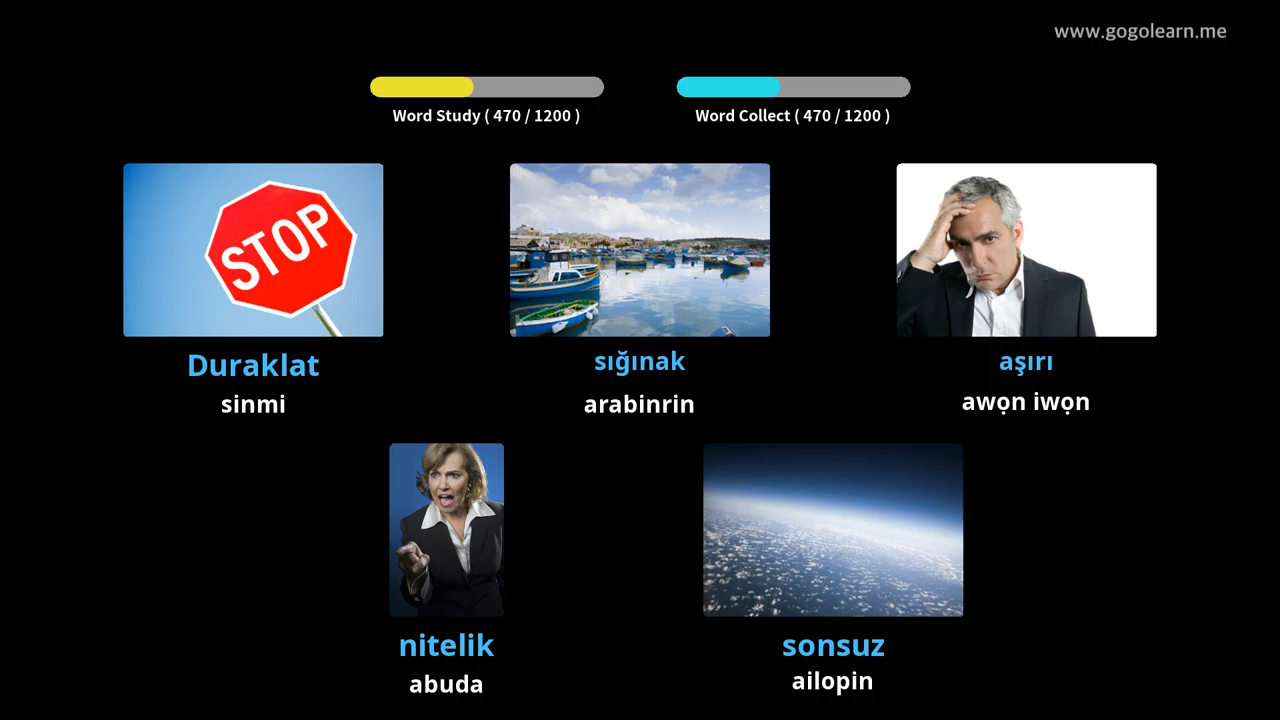 www.gogolearn.me
Word Study ( 470 / 1200 )
Word Collect ( 470 / 1200 )
STOP
Duraklat
sinmi
sığınak
arabinrin
aşırı
awọn iwọn
nitelik
abuda
sonsuz
ailopin